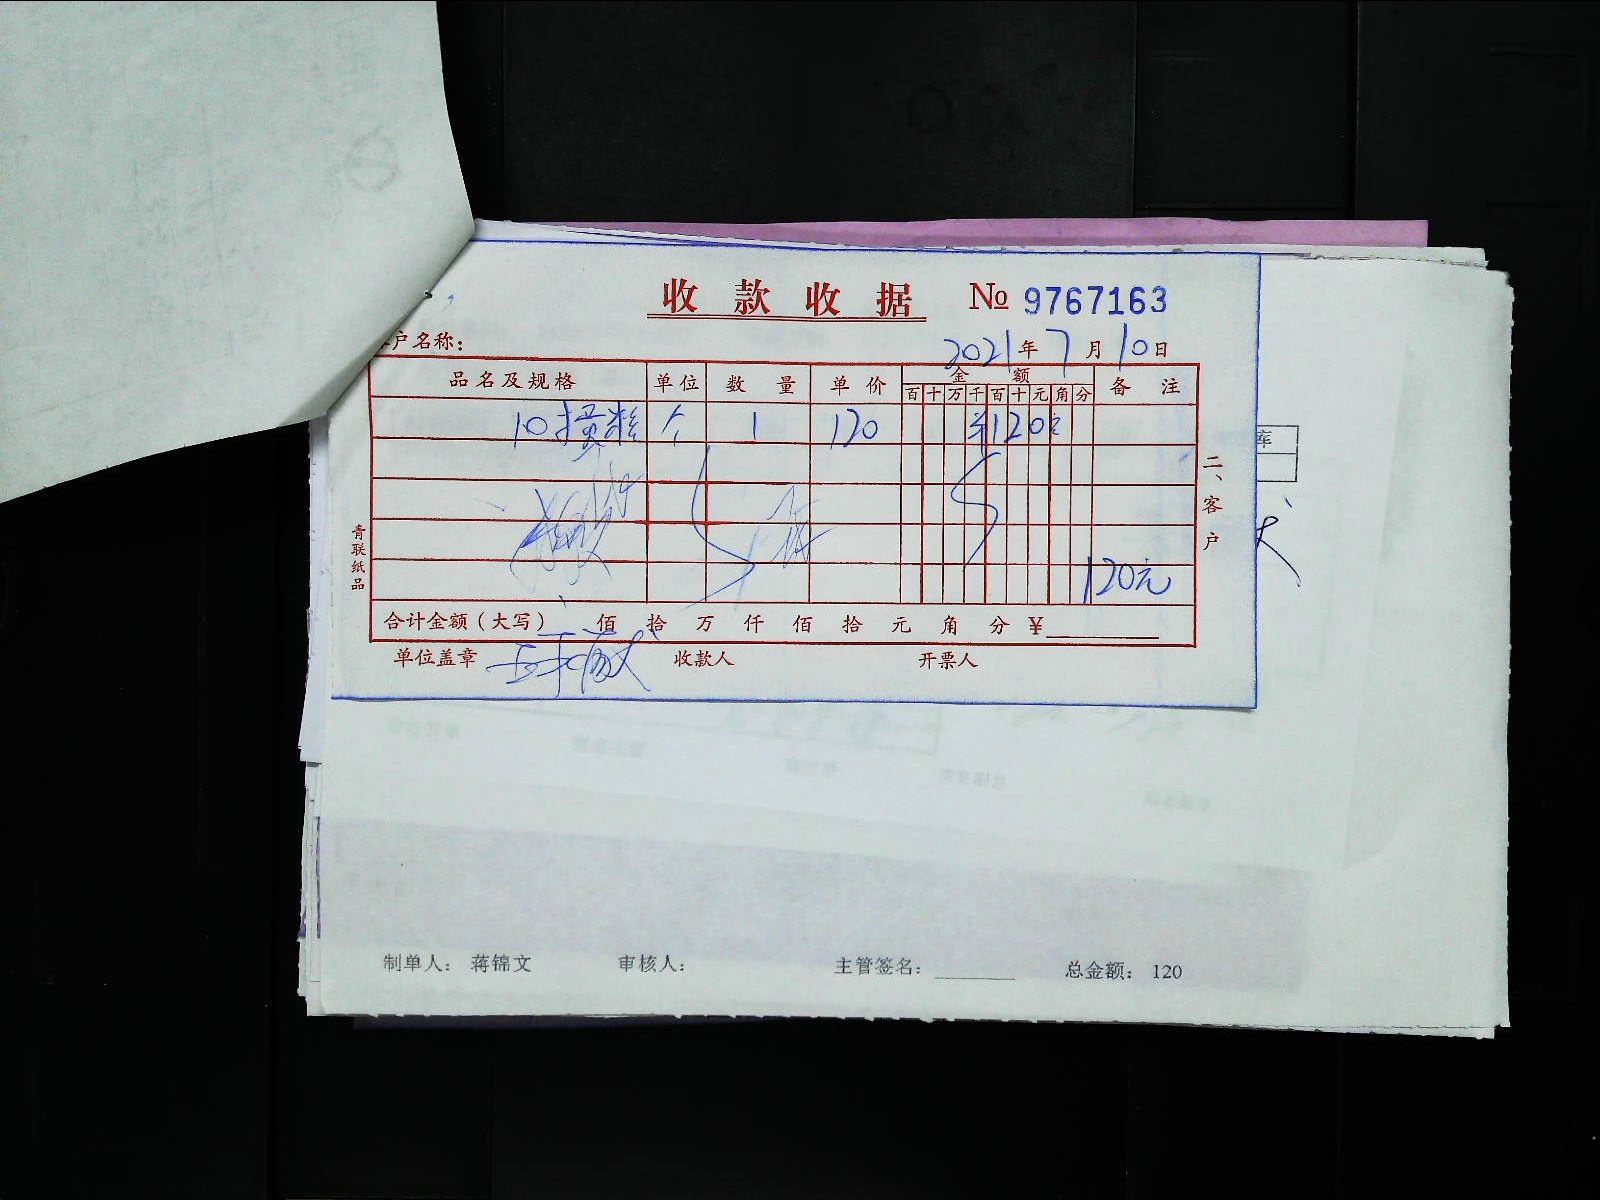 收款收据 № 9767163
户名称：
2021年7月10日
品名及规格 单位 数量 单价 金额 备注
百十万千百十元角分
10 个 1 120 ¥120
120元
合计金额（大写） 佰 拾 万 仟 佰 拾 元 角 分 ¥
单位盖章 收款人 开票人
青联纸品
二、客户
库
制单人： 蒋锦文 审核人： 主管签名： 总金额： 120